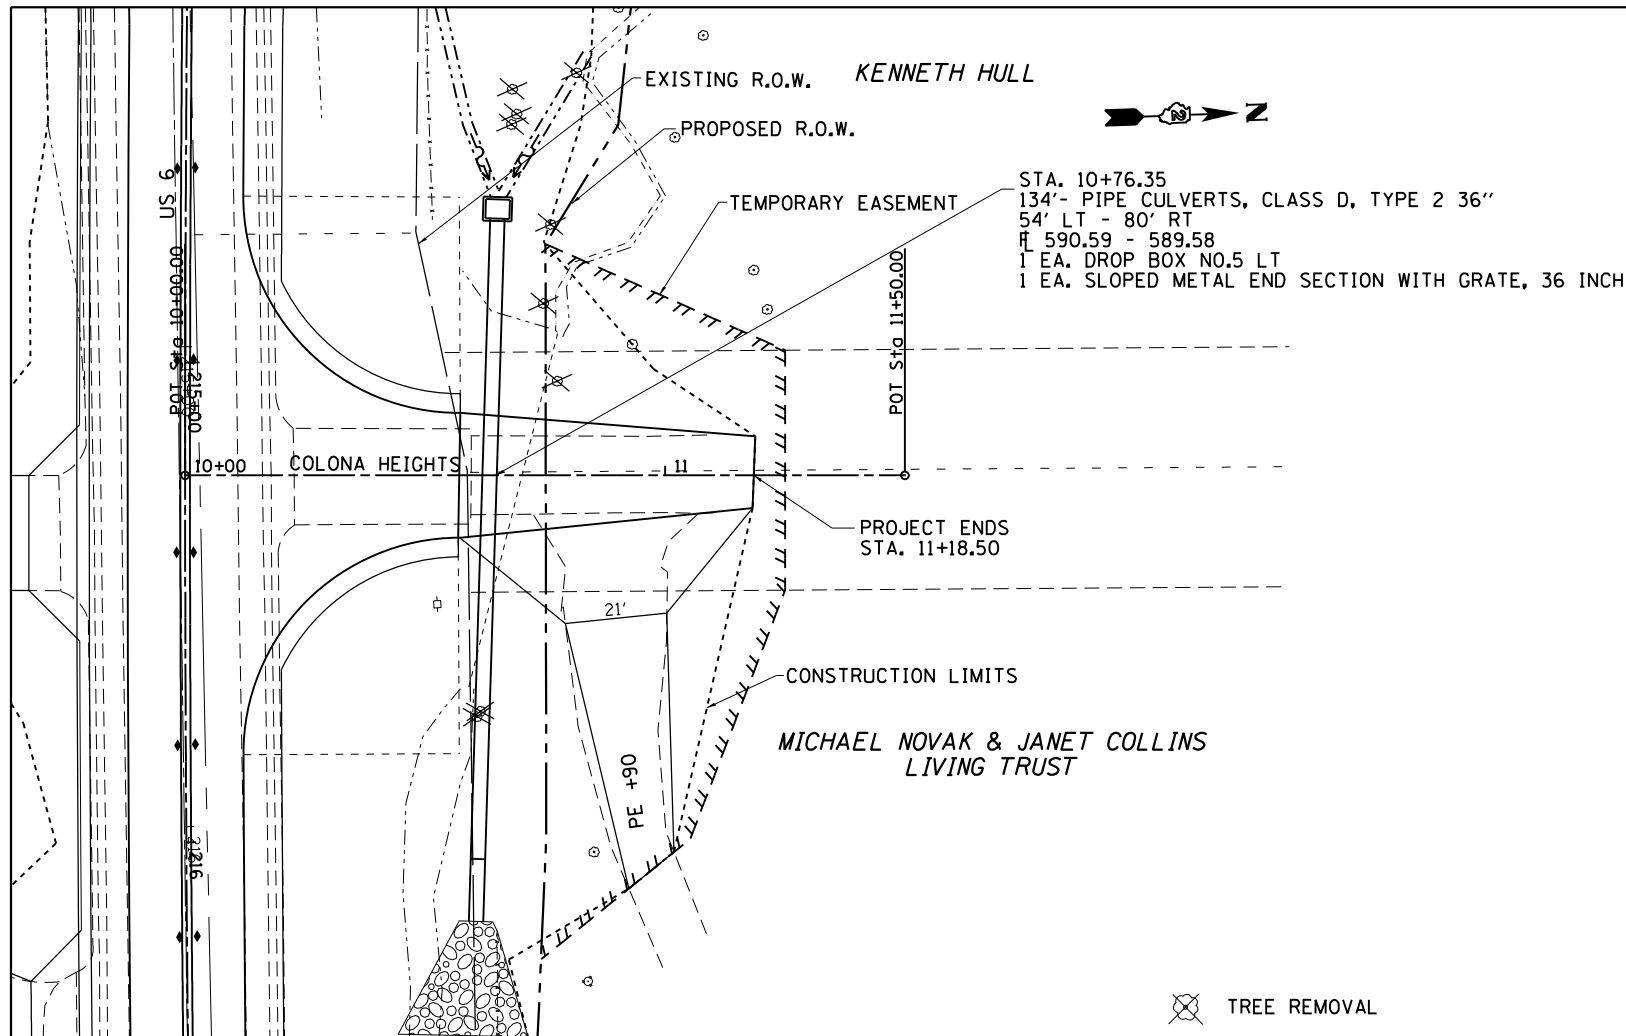 EXISTING R.O.W.
KENNETH HULL
PROPOSED R.O.W.
N
TEMPORARY EASEMENT
STA. 10+76.35
134'- PIPE CULVERTS, CLASS D, TYPE 2 36''
54' LT - 80' RT
FL 590.59 - 589.58
1 EA. DROP BOX NO.5 LT
1 EA. SLOPED METAL END SECTION WITH GRATE, 36 INCH
US 6
POT Sta 10+00.00
215+00
POT Sta 11+50.00
10+00
COLONA HEIGHTS
11
PROJECT ENDS
STA. 11+18.50
21'
CONSTRUCTION LIMITS
MICHAEL NOVAK & JANET COLLINS
LIVING TRUST
PE +90
216
TREE REMOVAL